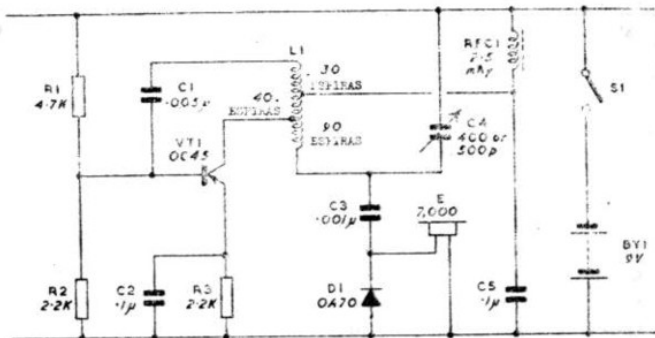 L1
RFC1
2·5
mhy
R1
4·7K
C1
·005µ
30
ESPIRAS
40.
ESPIRAS
S1
90
ESPIRAS
C4
400 or
500p
VT1
OC45
C3
·001µ
E
7,000
BY1
9V
R2
2·2K
C2
·1µ
R3
2·2K
D1
OA70
C5
·1µ